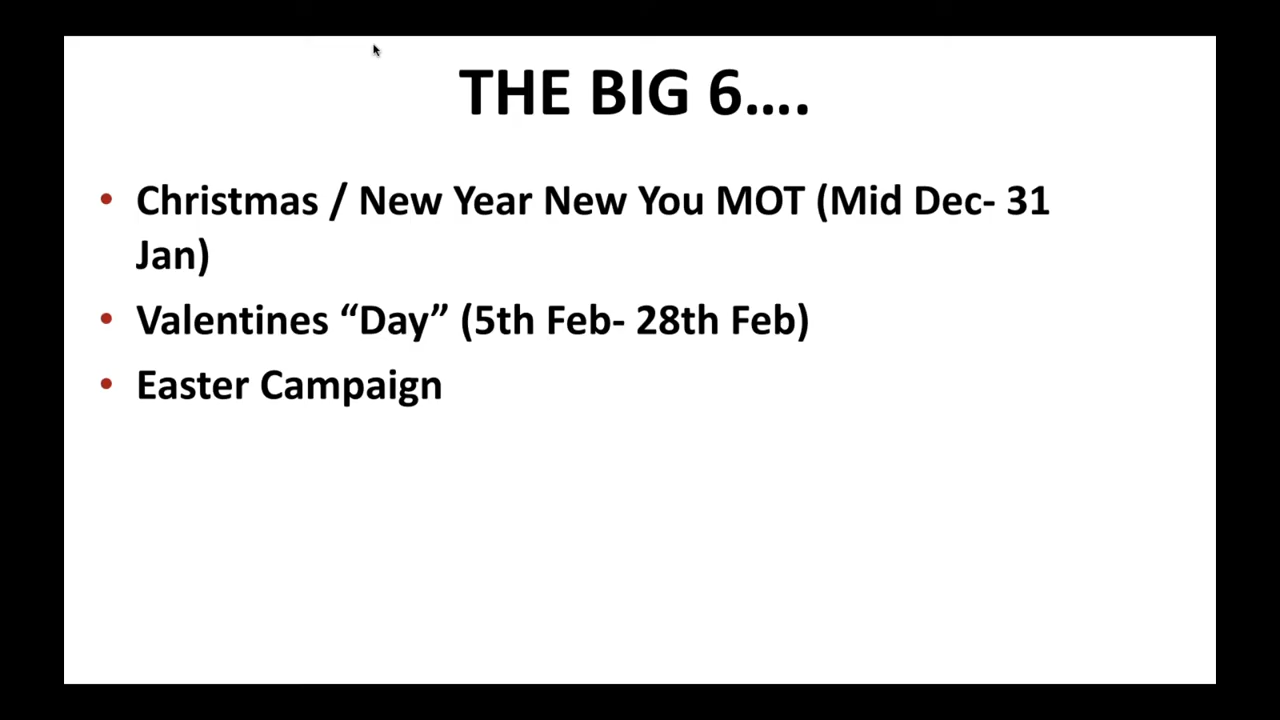 THE BIG 6....
• Christmas / New Year New You MOT (Mid Dec- 31
Jan)
• Valentines “Day” (5th Feb- 28th Feb)
• Easter Campaign